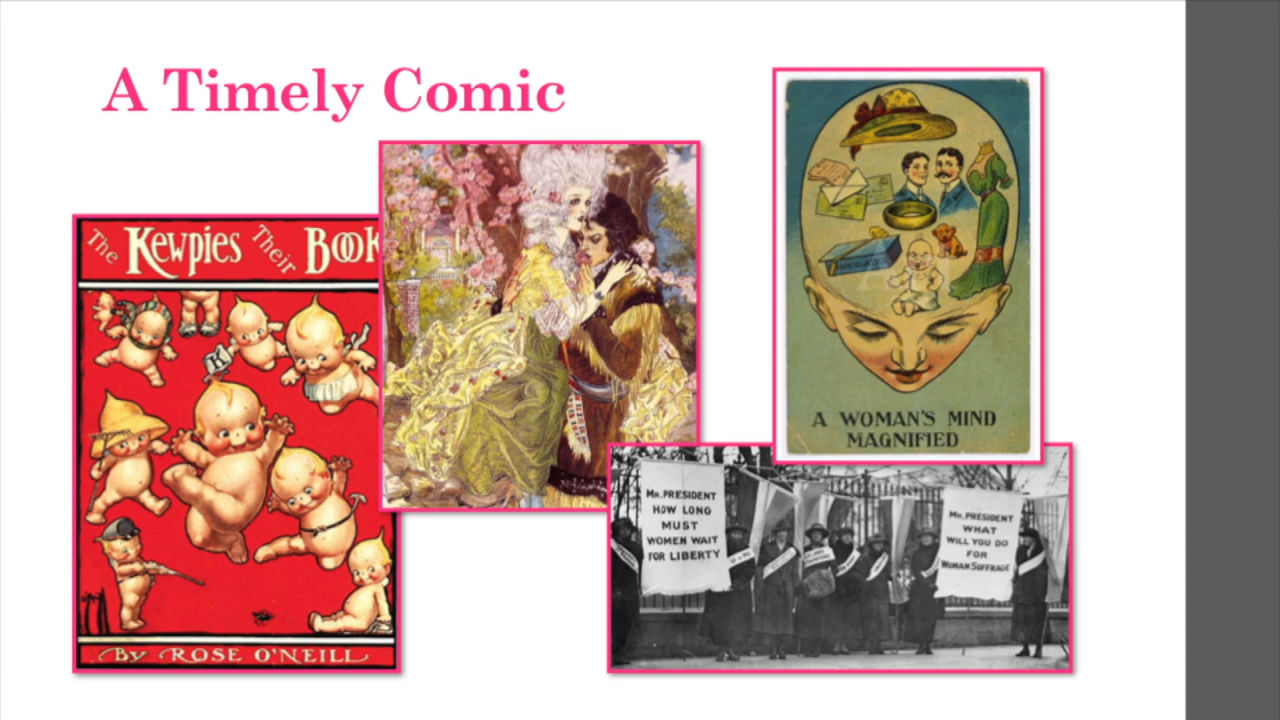 A Timely Comic
The Kewpies Their Book
By ROSE O'NEILL
A WOMAN'S MIND
MAGNIFIED
MR. PRESIDENT
HOW LONG
MUST
WOMEN WAIT
FOR LIBERTY
MR. PRESIDENT
WHAT
WILL YOU DO
FOR
WOMAN SUFFRAGE